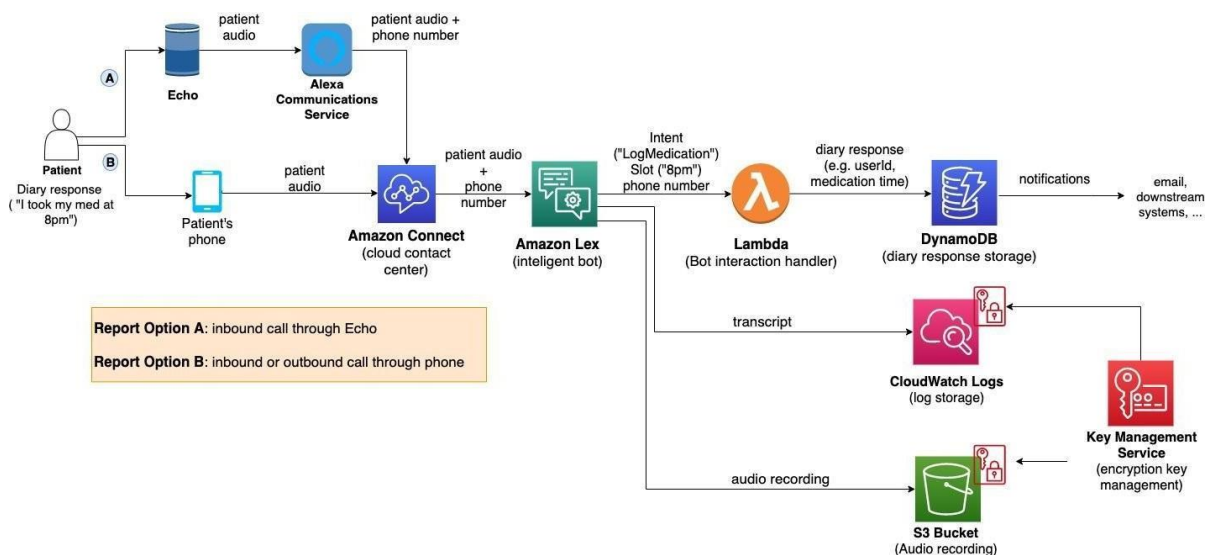 patient
audio
patient audio +
phone number
A
Echo
Alexa
Communications
Service
B
Patient
Diary response
( "I took my med at
8pm")
patient
audio
Patient's
phone
Amazon Connect
(cloud contact
center)
patient audio
+
phone
number
Amazon Lex
(inteligent bot)
Intent
("LogMedication")
Slot ("8pm")
phone number
Lambda
(Bot interaction handler)
diary response
(e.g. userId,
medication time)
DynamoDB
(diary response storage)
notifications
email,
downstream
systems, ...
Report Option A: inbound call through Echo
Report Option B: inbound or outbound call through phone
transcript
CloudWatch Logs
(log storage)
Key Management
Service
(encryption key
management)
audio recording
S3 Bucket
(Audio recording)